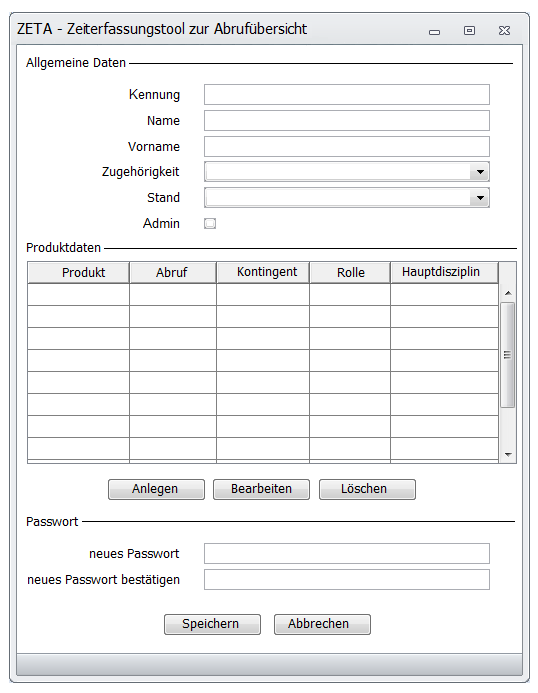 ZETA - Zeiterfassungstool zur Abrufübersicht
Allgemeine Daten
Kennung
Name
Vorname
Zugehörigkeit
Stand
Admin
Produktdaten
Produkt Abruf Kontingent Rolle Hauptdisziplin
Anlegen Bearbeiten Löschen
Passwort
neues Passwort
neues Passwort bestätigen
Speichern Abbrechen